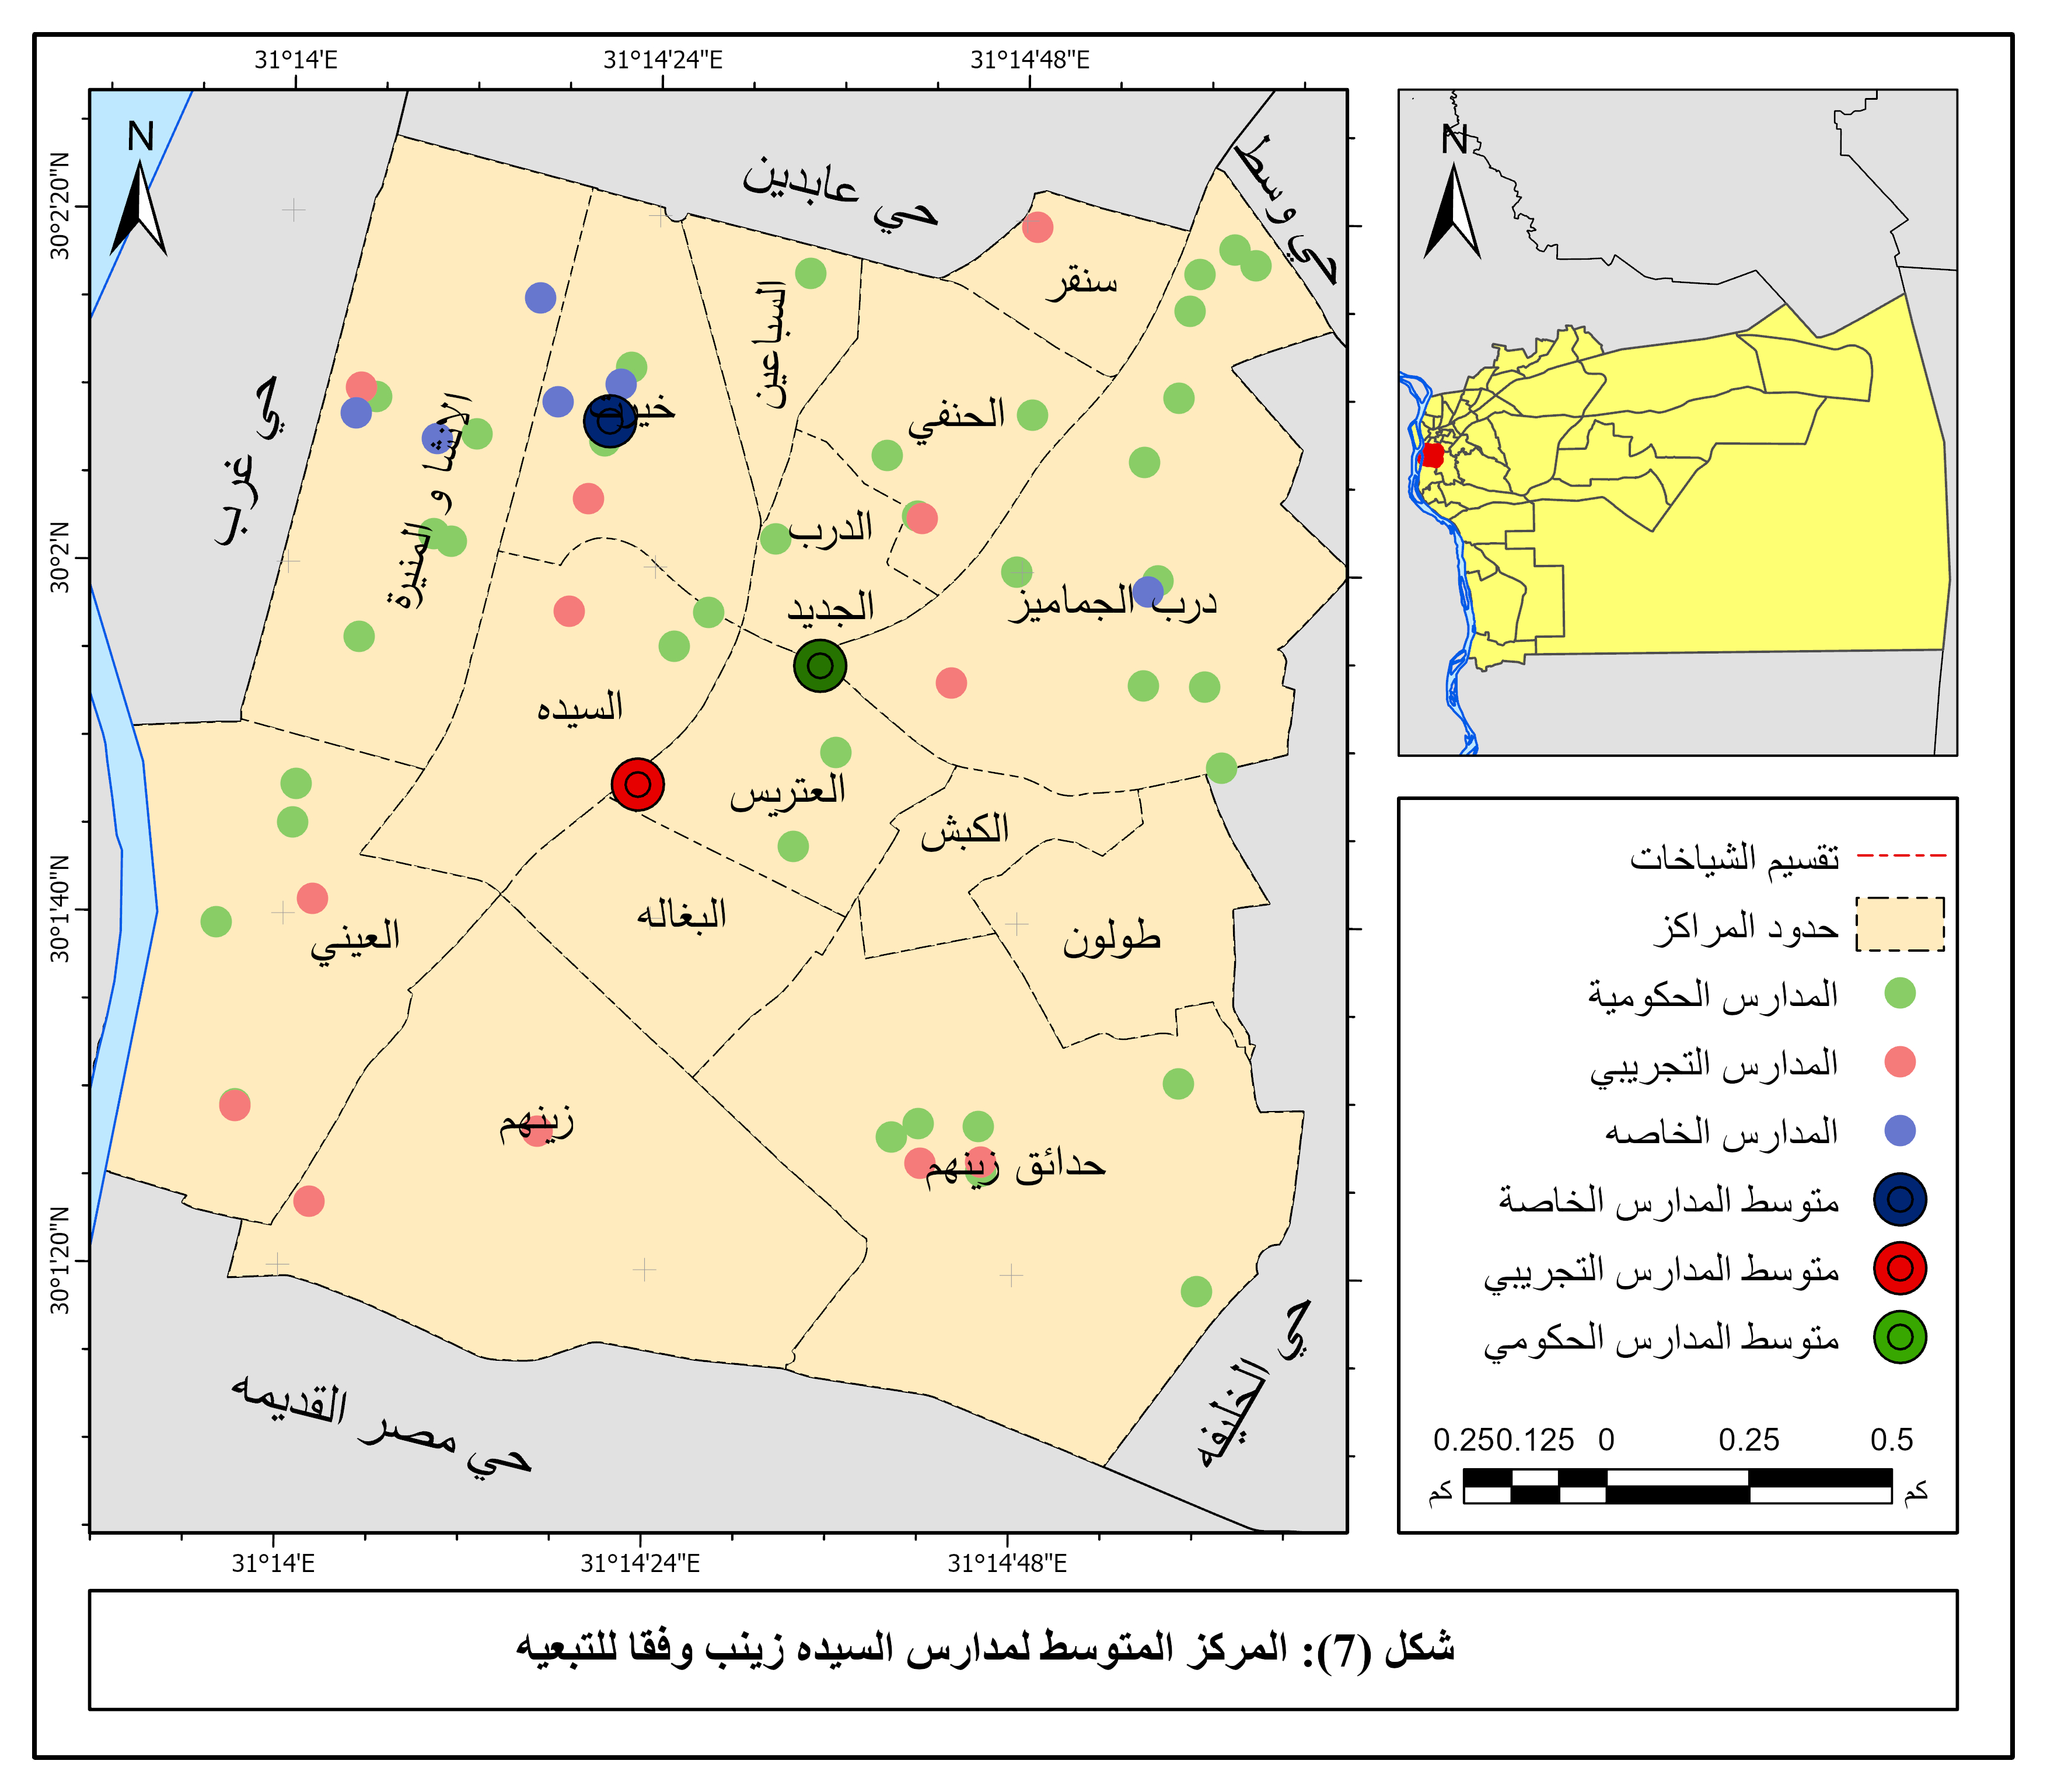 31°14'E 31°14'24"E 31°14'48"E
30°2'20"N
30°2'N
30°1'40"N
30°1'20"N
N
حي عابدين
حي وسط
حي غرب
سنقر
السباعين
الانشا و المنيرة
خيرت
الحنفي
الدرب
الجديد
درب الجماميز
السيده
العتريس
الكبش
البغاله
طولون
العيني
زينهم
حدائق زينهم
حي الخليفه
حي مصر القديمه
31°14'E 31°14'24"E 31°14'48"E
N
تقسيم الشياخات
حدود المراكز
المدارس الحكومية
المدارس التجريبي
المدارس الخاصه
متوسط المدارس الخاصة
متوسط المدارس التجريبي
متوسط المدارس الحكومي
0.25 0.125 0 0.25 0.5
كم كم
شكل (7): المركز المتوسط لمدارس السيده زينب وفقا للتبعيه